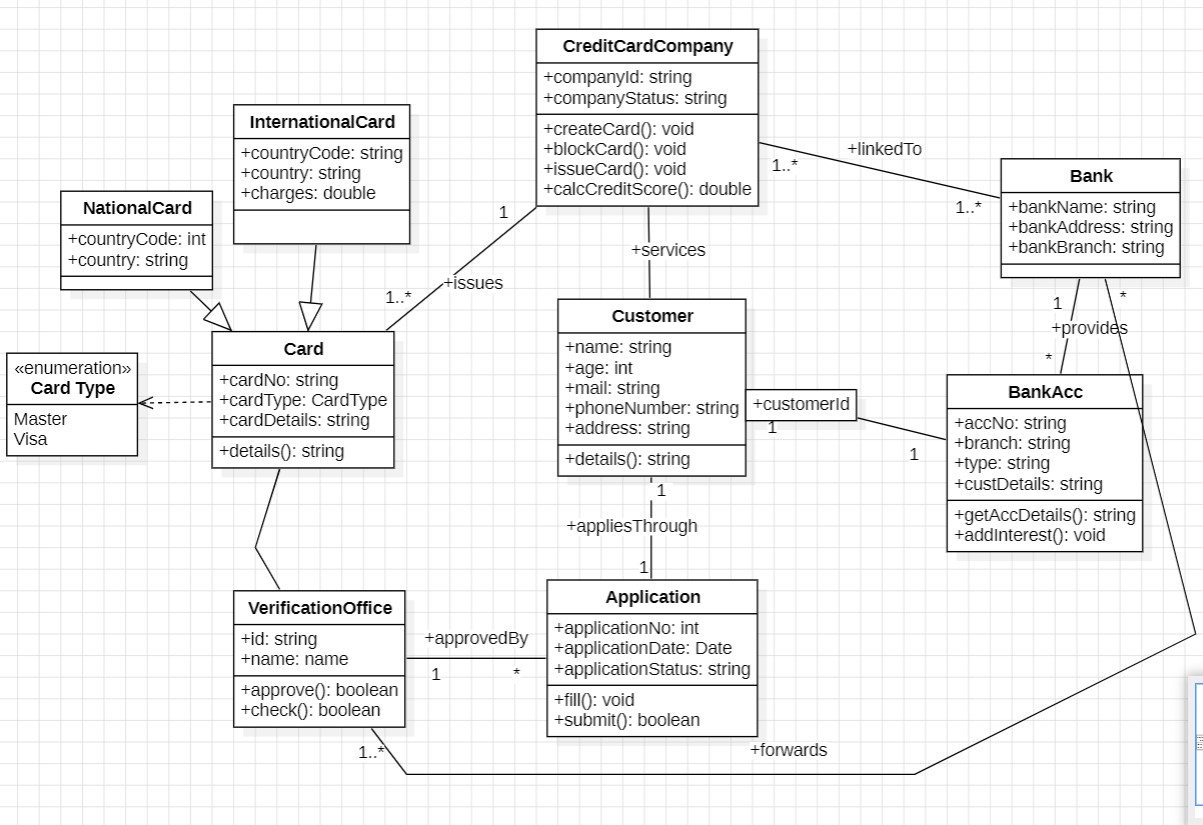 CreditCardCompany
+companyId: string
+companyStatus: string
+createCard(): void
+blockCard(): void
+issueCard(): void
+calcCreditScore(): double
InternationalCard
+countryCode: string
+country: string
+charges: double
NationalCard
+countryCode: int
+country: string
+linkedTo
1..*
1..*
Bank
+bankName: string
+bankAddress: string
+bankBranch: string
1
+issues
1..*
+services
1
*
+provides
*
Customer
+name: string
+age: int
+mail: string
+phoneNumber: string
+address: string
+details(): string
Card
+cardNo: string
+cardType: CardType
+cardDetails: string
+details(): string
«enumeration»
Card Type
Master
Visa
+customerId
1
1
BankAcc
+accNo: string
+branch: string
+type: string
+custDetails: string
+getAccDetails(): string
+addInterest(): void
1
+appliesThrough
1
VerificationOffice
+id: string
+name: name
+approve(): boolean
+check(): boolean
+approvedBy
1
*
Application
+applicationNo: int
+applicationDate: Date
+applicationStatus: string
+fill(): void
+submit(): boolean
1..*
+forwards